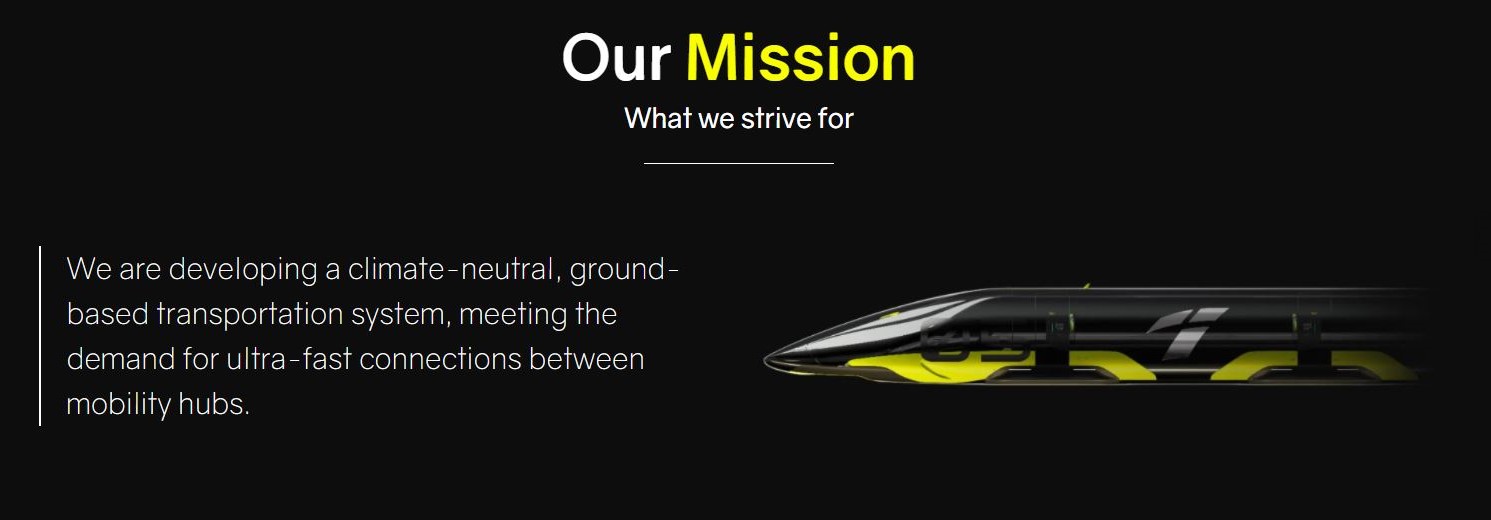 Our Mission
What we strive for
We are developing a climate-neutral, ground-
based transportation system, meeting the
demand for ultra-fast connections between
mobility hubs.